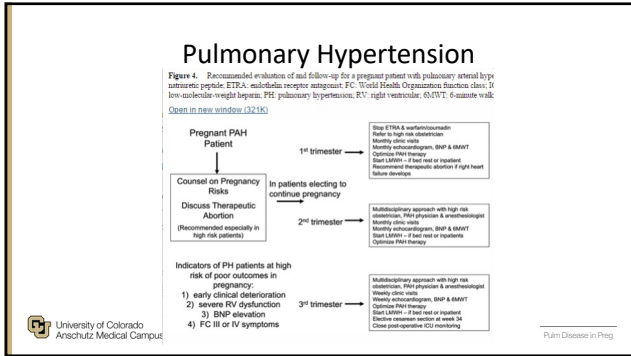 Pulmonary Hypertension
Figure 4. Recommended evaluation of and follow-up for a pregnant patient with pulmonary arterial hype
natrauretic peptide; ETRA: endothelin receptor antagonist; FC: World Health Organization function class; I
low-molecular-weight heparin; PH: pulmonary hypertension; RV: right ventricular; 6MWT: 6-minute walk
Open in new window (321K)
Pregnant PAH
Patient
Counsel on Pregnancy
Risks
Discuss Therapeutic
Abortion
(Recommended especially in
high risk patients)
In patients electing to
continue pregnancy
1st trimester
Stop ETRA & warfarin/coumadin
Refer to high risk obstetrician
Monthly clinic visits
Monthly echocardiogram, BNP & 6MWT
Optimize PAH therapy
Start LMWH – if bed rest or inpatient
Recommend therapeutic abortion if right heart
failure develops
2nd trimester
Multidisciplinary approach with high risk
obstetrician, PAH physician & anesthesiologist
Monthly clinic visits
Monthly echocardiogram, BNP & 6MWT
Start LMWH – if bed rest or inpatients
Optimize PAH therapy
Indicators of PH patients at high
risk of poor outcomes in
pregnancy:
1) early clinical deterioration
2) severe RV dysfunction
3) BNP elevation
4) FC III or IV symptoms
3rd trimester
Multidisciplinary approach with high risk
obstetrician, PAH physician & anesthesiologist
Weekly clinic visits
Weekly echocardiogram, BNP & 6MWT
Optimize PAH therapy
Start LMWH – if bed rest or inpatient
Elective cesarean section at week 34
Close post-operative ICU monitoring
University of Colorado
Anschutz Medical Campus
Pulm Disease in Preg